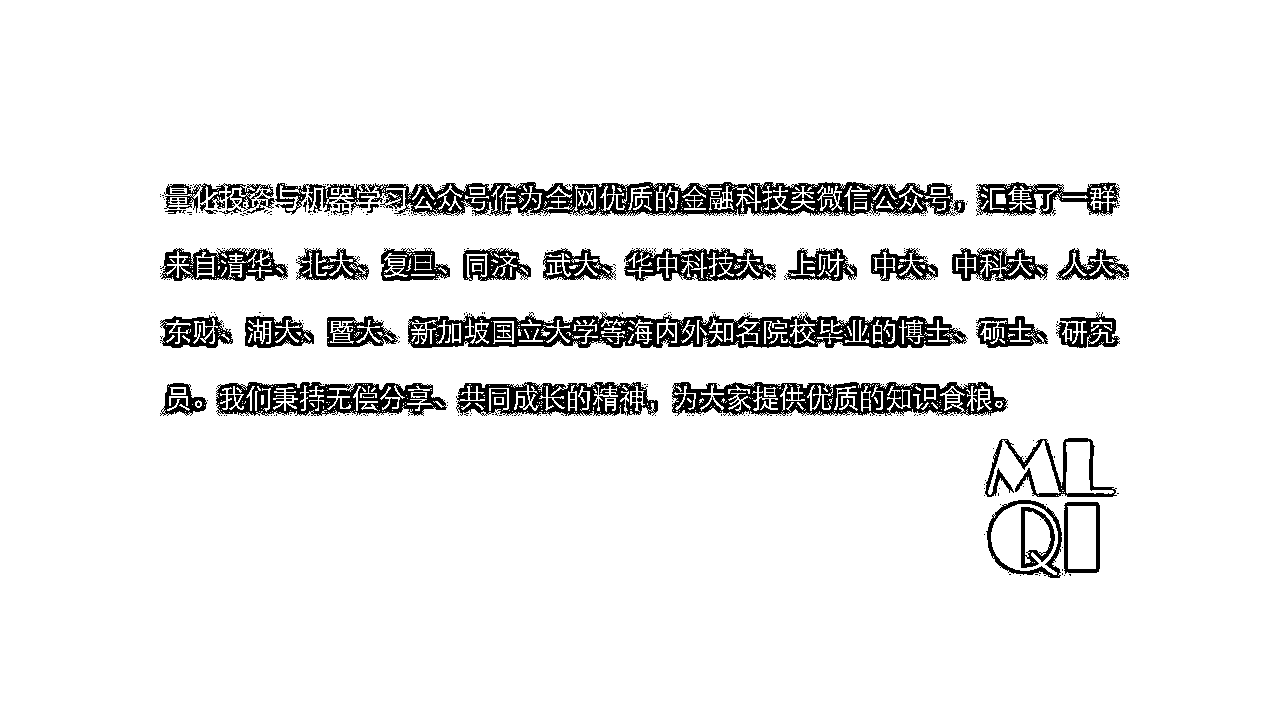 量化投资与机器学习公众号作为全网优质的金融科技类微信公众号，汇集了一群
来自清华、北大、复旦、同济、武大、华中科技大、上财、中大、中科大、人大、
东财、湖大、暨大、新加坡国立大学等海内外知名院校毕业的博士、硕士、研究
员。我们秉持无偿分享、共同成长的精神，为大家提供优质的知识食粮。
ML
QI